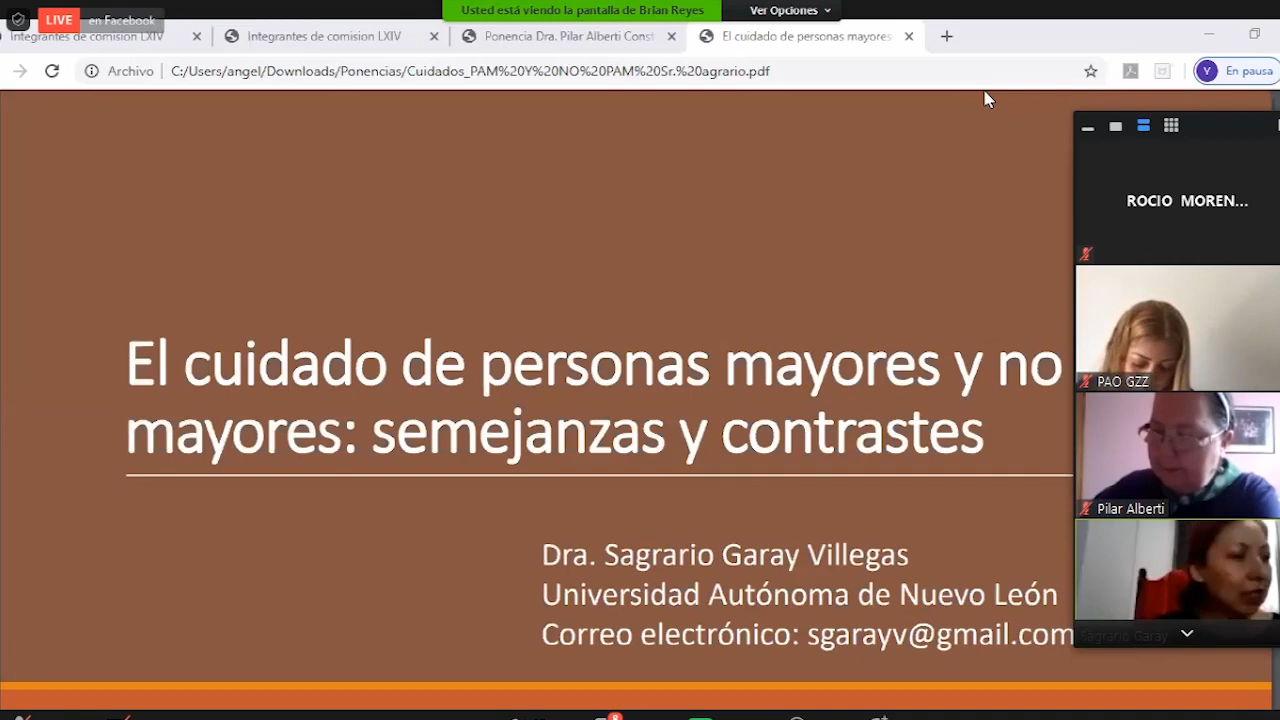 LIVE en Facebook
Usted está viendo la pantalla de Brian Reyes Ver Opciones
Integrantes de comision LXIV
Integrantes de comision LXIV
Ponencia Dra. Pilar Alberti Const
El cuidado de personas mayores
Archivo
C:/Users/angel/Downloads/Ponencias/Cuidados_PAM%20Y%20NO%20PAM%20Sr.%20agrario.pdf
Y En pausa
ROCIO MOREN...
PAO GZZ
Pilar Alberti
Sagrario Garay
El cuidado de personas mayores y no
mayores: semejanzas y contrastes
Dra. Sagrario Garay Villegas
Universidad Autónoma de Nuevo León
Correo electrónico: sgarayv@gmail.com
8